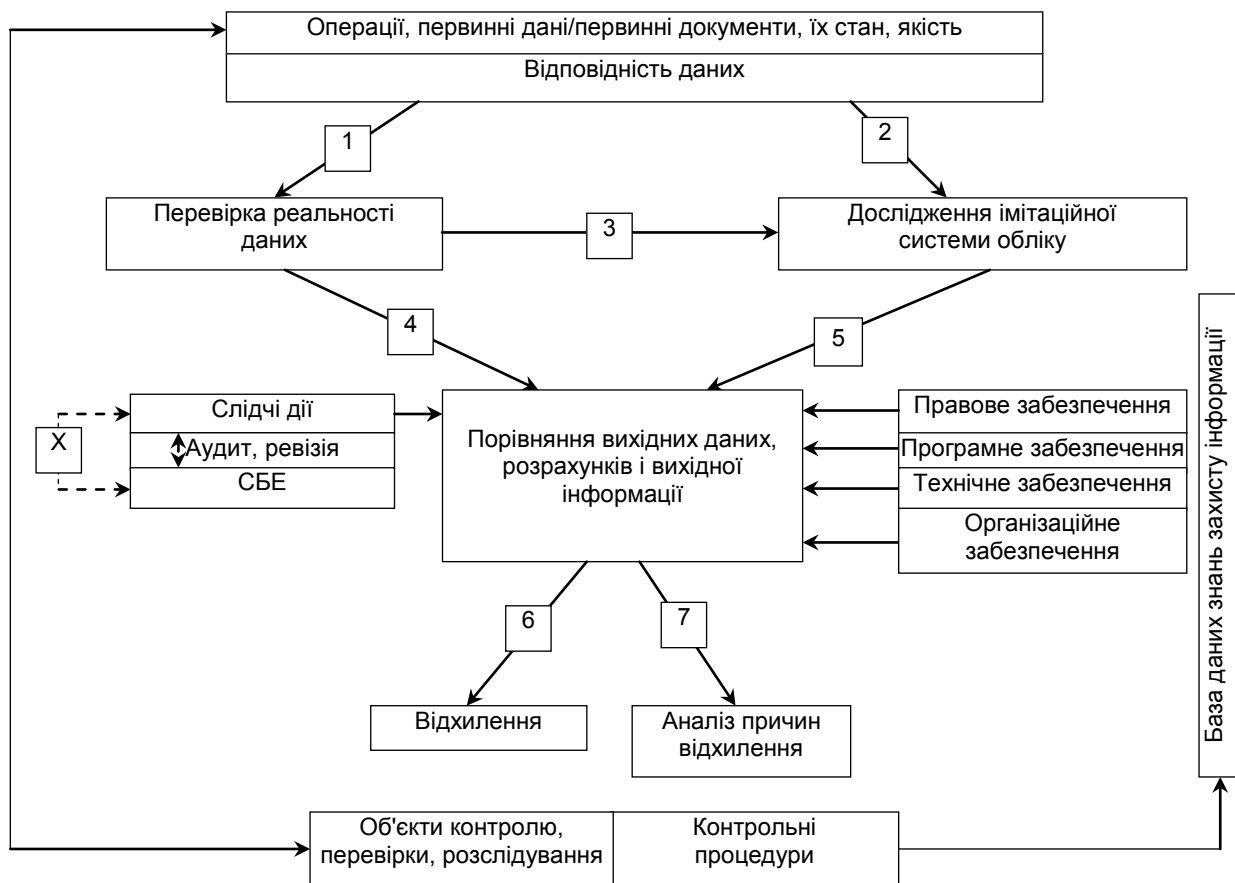 Операції, первинні дані/первинні документи, їх стан, якість
Відповідність даних
1
2
Перевірка реальності
даних
3
Дослідження імітаційної
системи обліку
4
5
Слідчі дії
X
Аудит, ревізія
СБЕ
Порівняння вихідних даних,
розрахунків і вихідної
інформації
Правове забезпечення
Програмне забезпечення
Технічне забезпечення
Організаційне
забезпечення
База даних знань захисту інформації
6
7
Відхилення
Аналіз причин
відхилення
Об'єкти контролю,
перевірки, розслідування
Контрольні
процедури